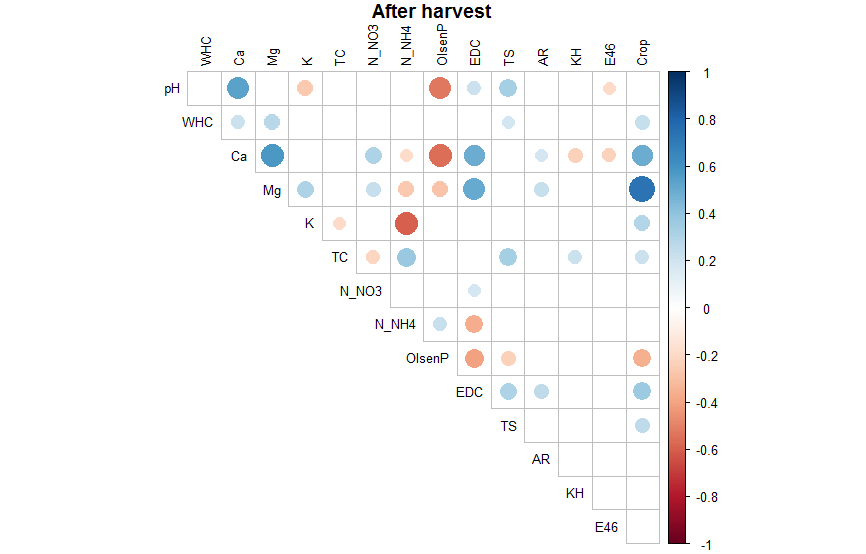 After harvest
WHC Ca Mg K TC N_NO3 N_NH4 OlsenP EDC TS AR KH E46 Crop
pH
WHC
Ca
Mg
K
TC
N_NO3
N_NH4
OlsenP
EDC
TS
AR
KH
E46
1
0.8
0.6
0.4
0.2
0
-0.2
-0.4
-0.6
-0.8
-1